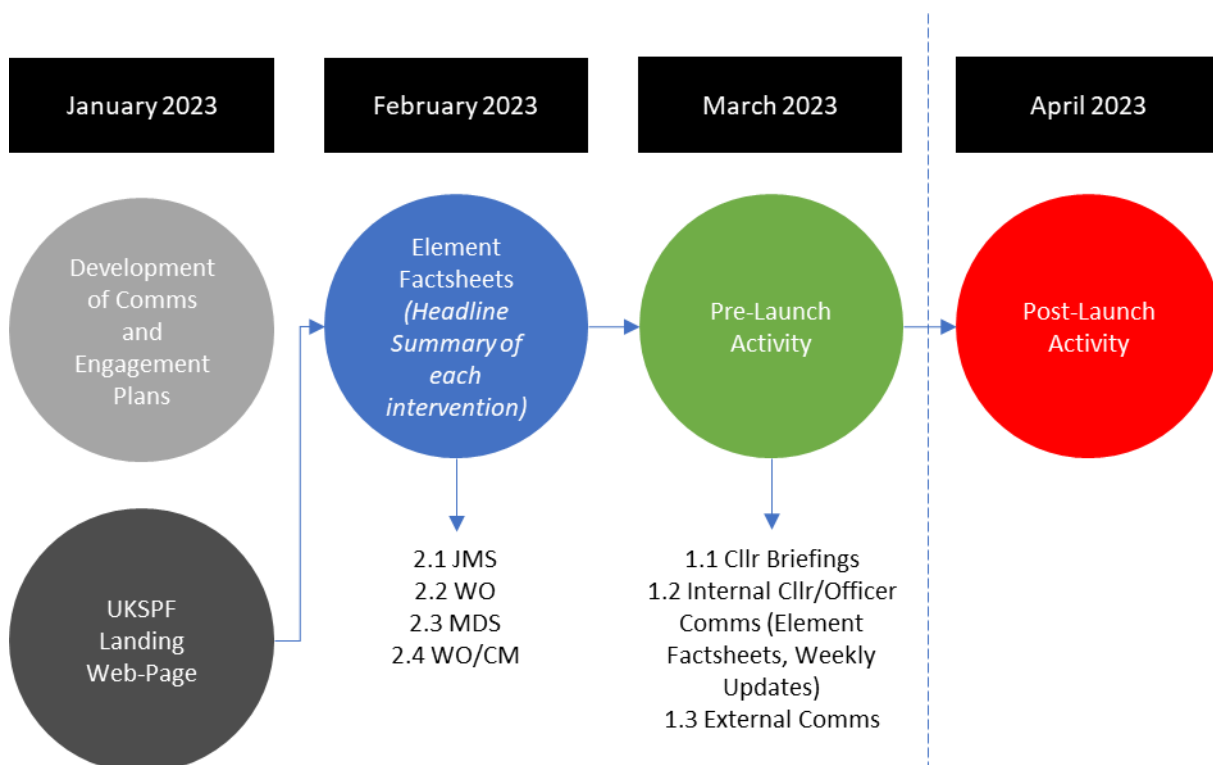 January 2023
February 2023
March 2023
April 2023
Development
of Comms
and
Engagement
Plans
Element
Factsheets
(Headline
Summary of
each
intervention)
Pre-Launch
Activity
Post-Launch
Activity
UKSPF
Landing
Web-Page
2.1 JMS
2.2 WO
2.3 MDS
2.4 WO/CM
1.1 Cllr Briefings
1.2 Internal Cllr/Officer
Comms (Element
Factsheets, Weekly
Updates)
1.3 External Comms